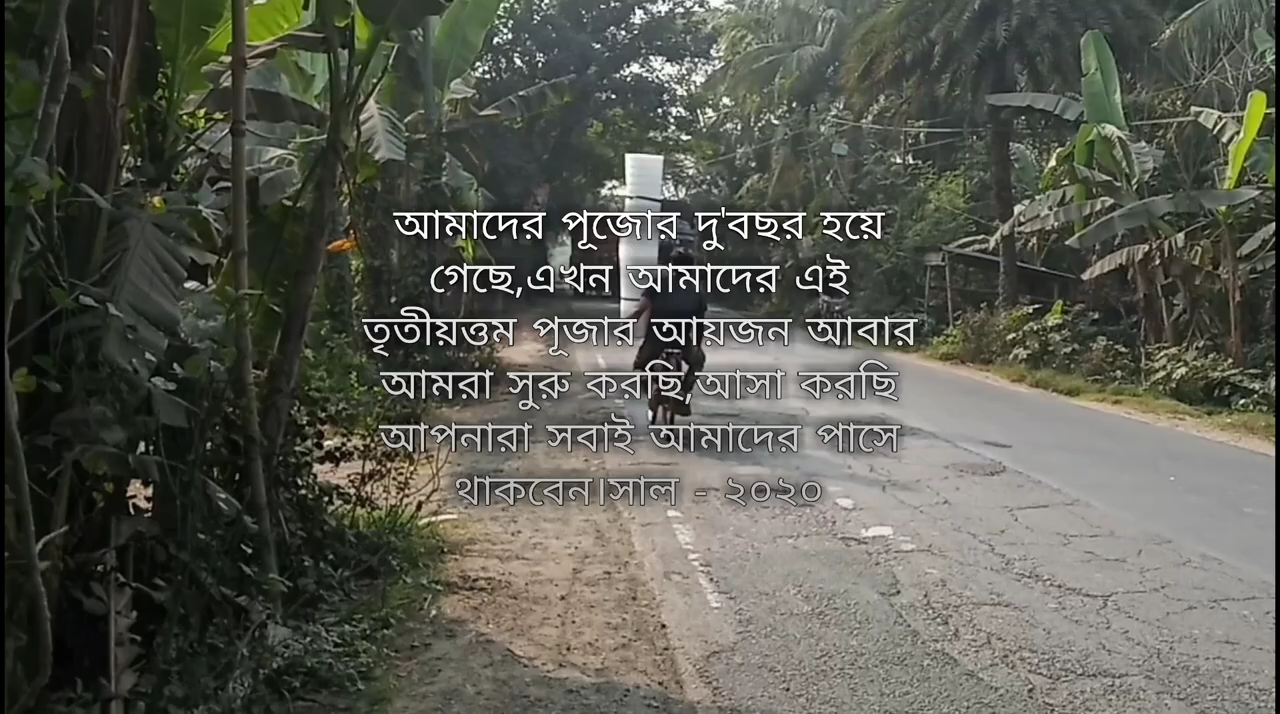 আমাদের পূজোর দু'বছর হয়ে
গেছে,এখন আমাদের এই
তৃতীয়ত্তম পূজার আয়জন আবার
আমরা সুরু করছি,আসা করছি
আপনারা সবাই আমাদের পাসে
থাকবেন।সাল - ২০২০